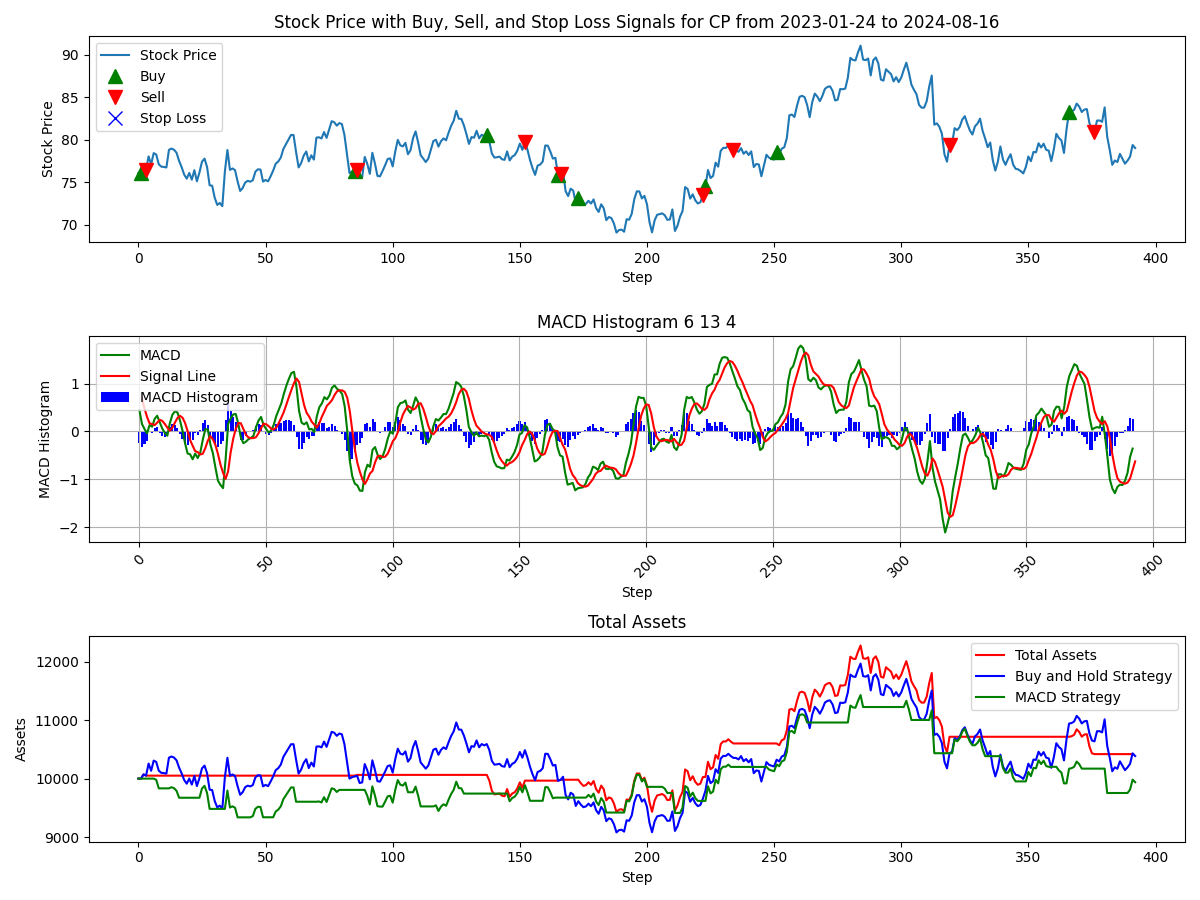 Stock Price with Buy, Sell, and Stop Loss Signals for CP from 2023-01-24 to 2024-08-16
Stock Price
90
85
80
75
70
Stock Price
Buy
Sell
Stop Loss
0 50 100 150 200 250 300 350 400
Step
MACD Histogram 6 13 4
MACD Histogram
1
0
−1
−2
MACD
Signal Line
MACD Histogram
0 50 100 150 200 250 300 350 400
Step
Total Assets
Assets
12000
11000
10000
9000
Total Assets
Buy and Hold Strategy
MACD Strategy
0 50 100 150 200 250 300 350 400
Step